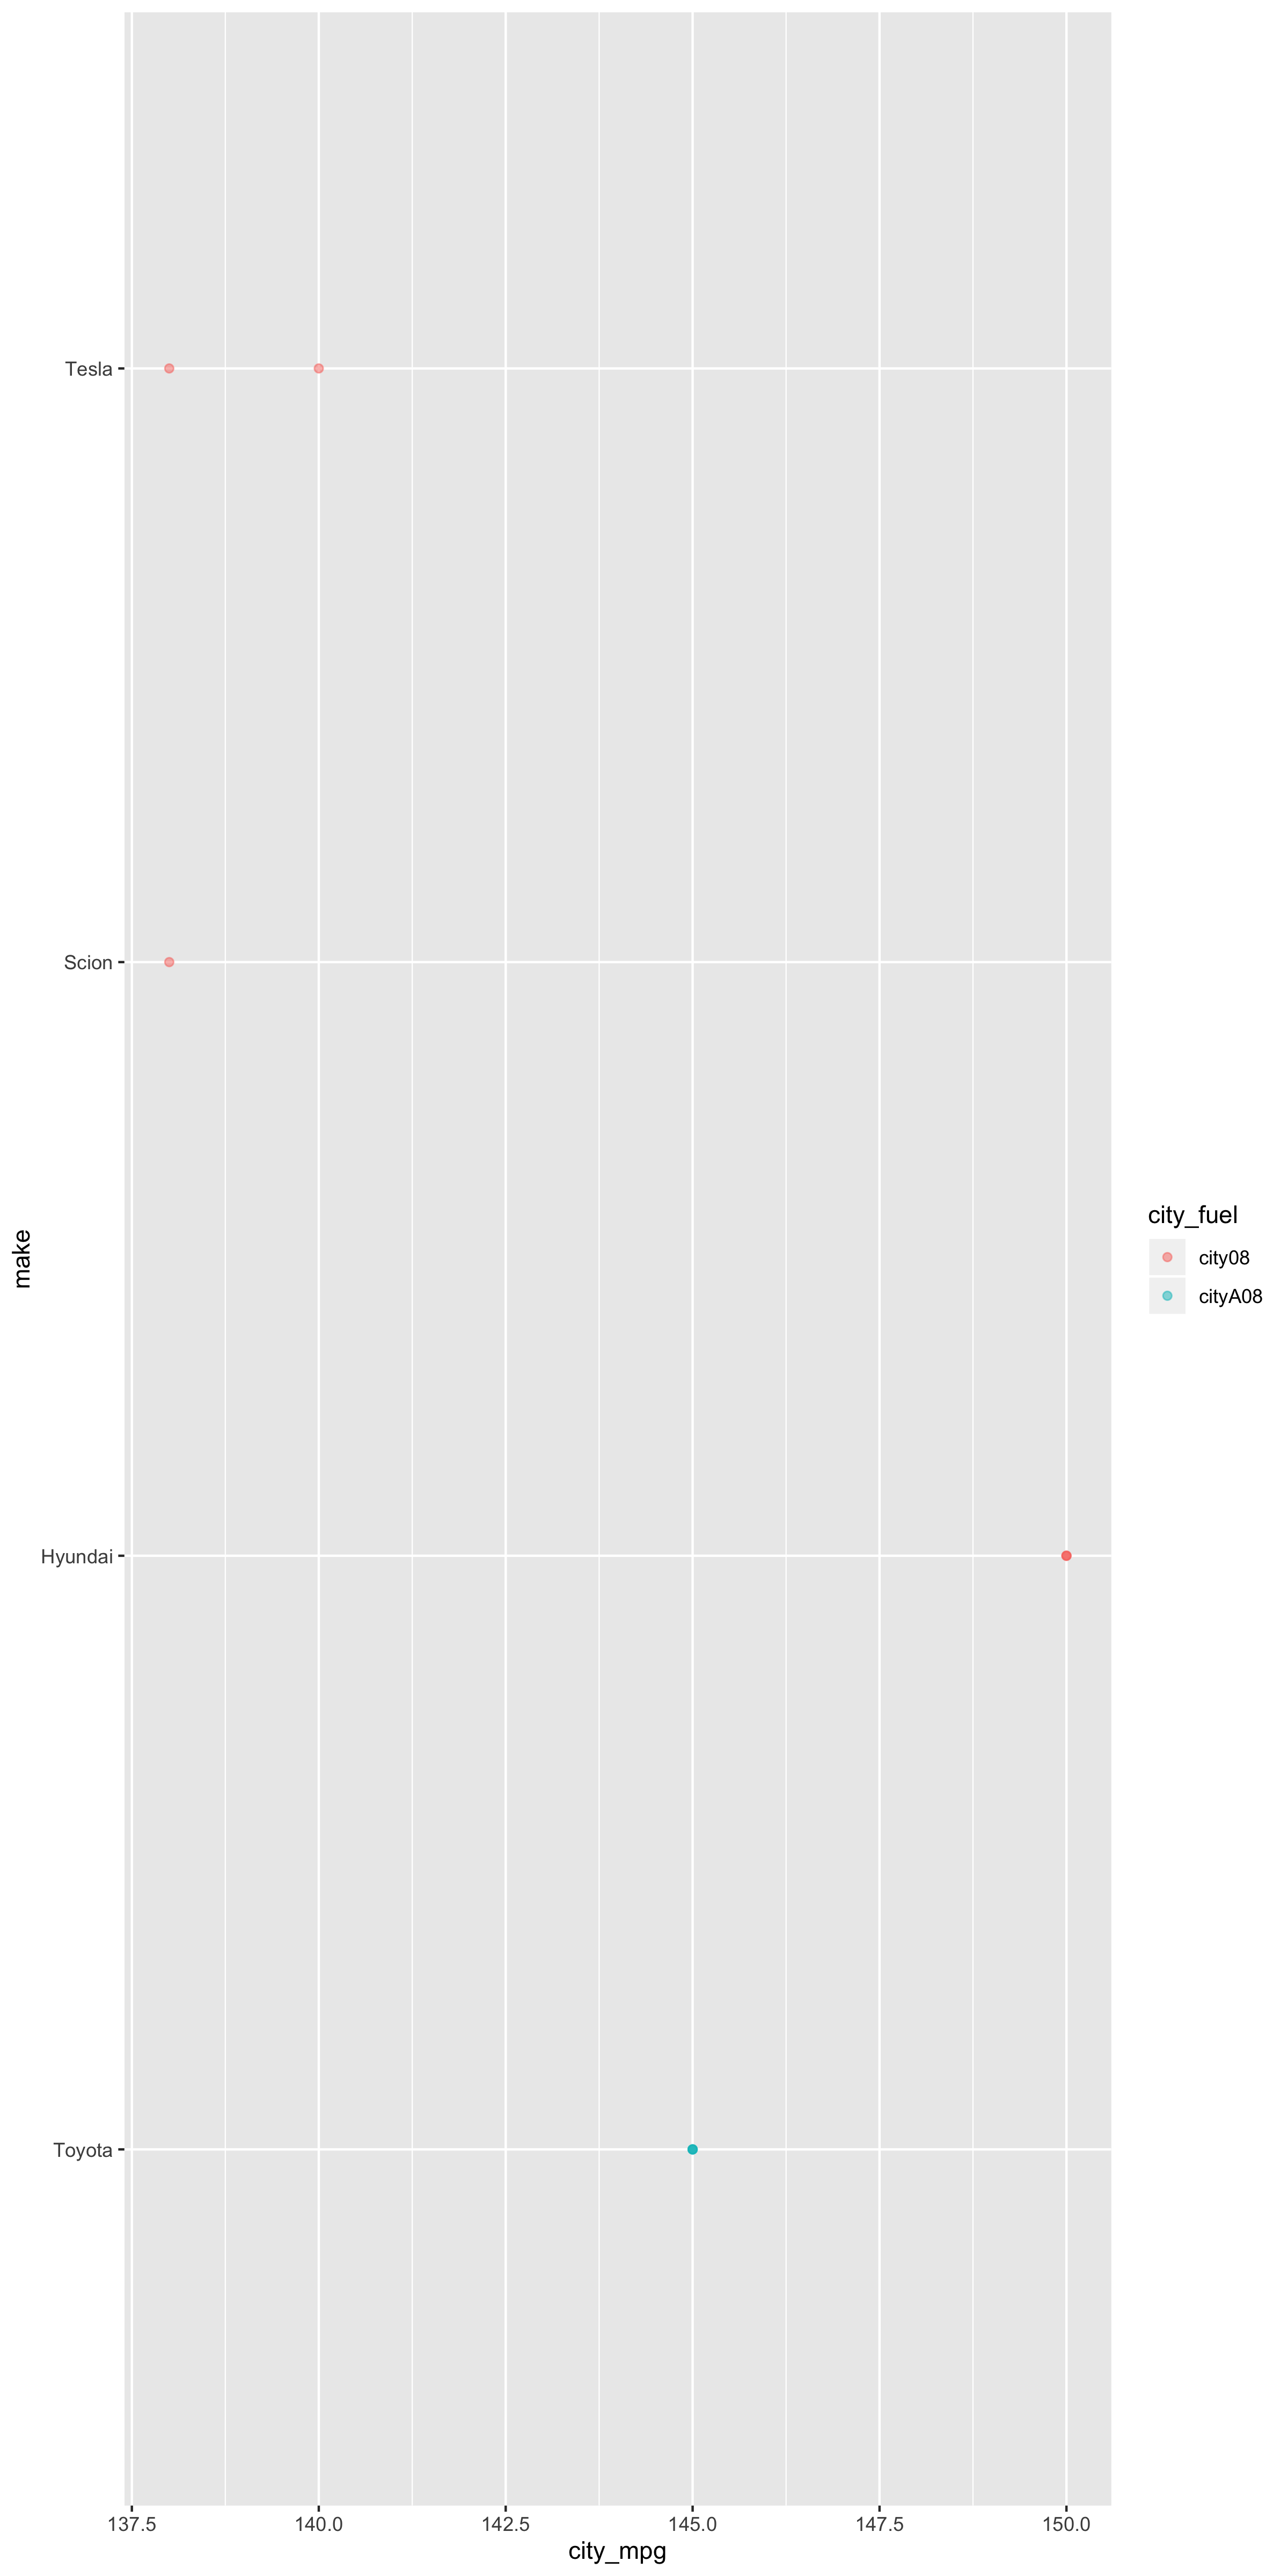 Tesla
Scion
Hyundai
Toyota
make
137.5 140.0 142.5 145.0 147.5 150.0
city_mpg
city_fuel
city08
cityA08